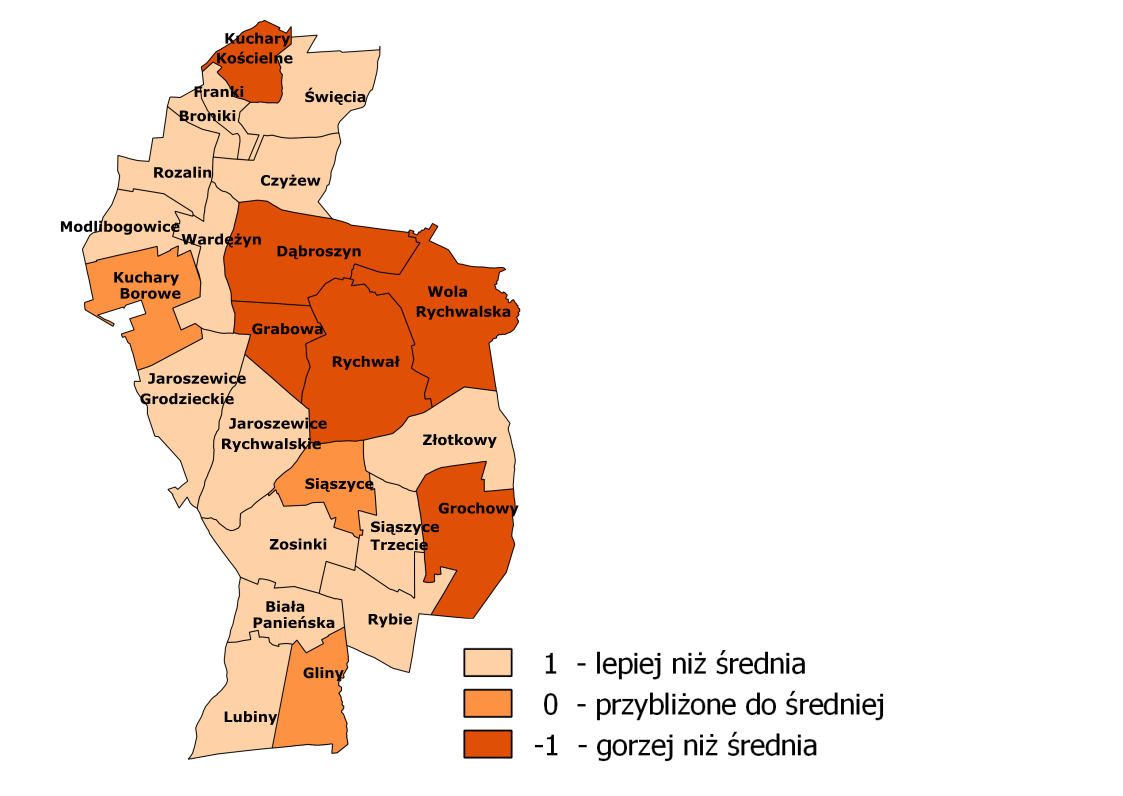 Kuchary
Kościelne
Franki
Święcia
Broniki
Rozalin
Czyżew
Modlibogowice
Wardężyn
Dąbroszyn
Kuchary
Borowe
Wola
Rychwalska
Grabowa
Rychwał
Jaroszewice
Grodzieckie
Jaroszewice
Rychwalskie
Złotkowy
Siąszyce
Grochowy
Siąszyce
Trzecie
Zosinki
Biała
Panieńska
Rybie
Gliny
Lubiny
1 - lepiej niż średnia
0 - przybliżone do średniej
-1 - gorzej niż średnia